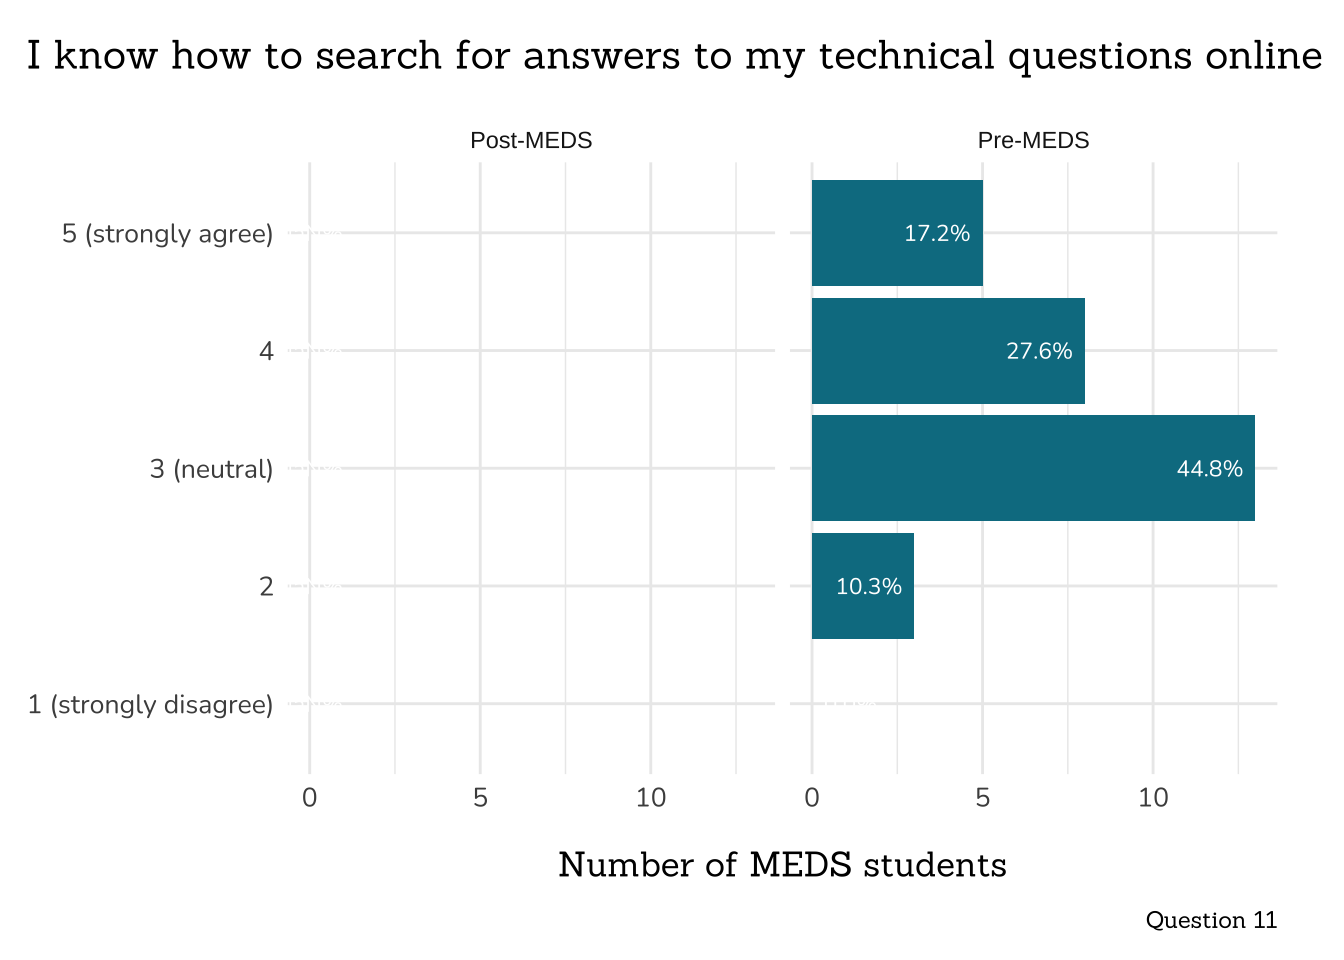 I know how to search for answers to my technical questions online
Post-MEDS
Pre-MEDS
5 (strongly agree)
17.2%
4
27.6%
3 (neutral)
44.8%
2
10.3%
1 (strongly disagree)
0 5 10
0 5 10
Number of MEDS students
Question 11